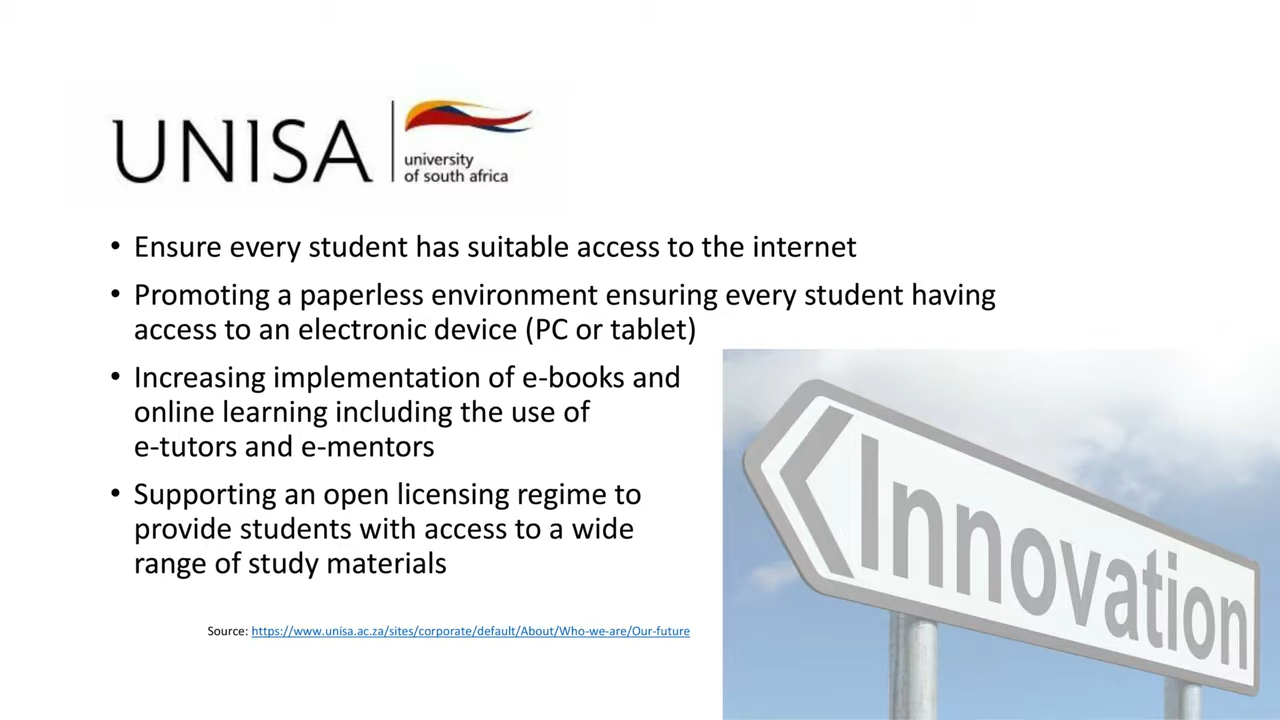 UNISA
university
of south africa
• Ensure every student has suitable access to the internet
• Promoting a paperless environment ensuring every student having
access to an electronic device (PC or tablet)
• Increasing implementation of e-books and
online learning including the use of
e-tutors and e-mentors
• Supporting an open licensing regime to
provide students with access to a wide
range of study materials
Innovation
Source: https://www.unisa.ac.za/sites/corporate/default/About/Who-we-are/Our-future